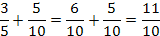 3/5 + 5/10 = 6/10 + 5/10 = 11/10